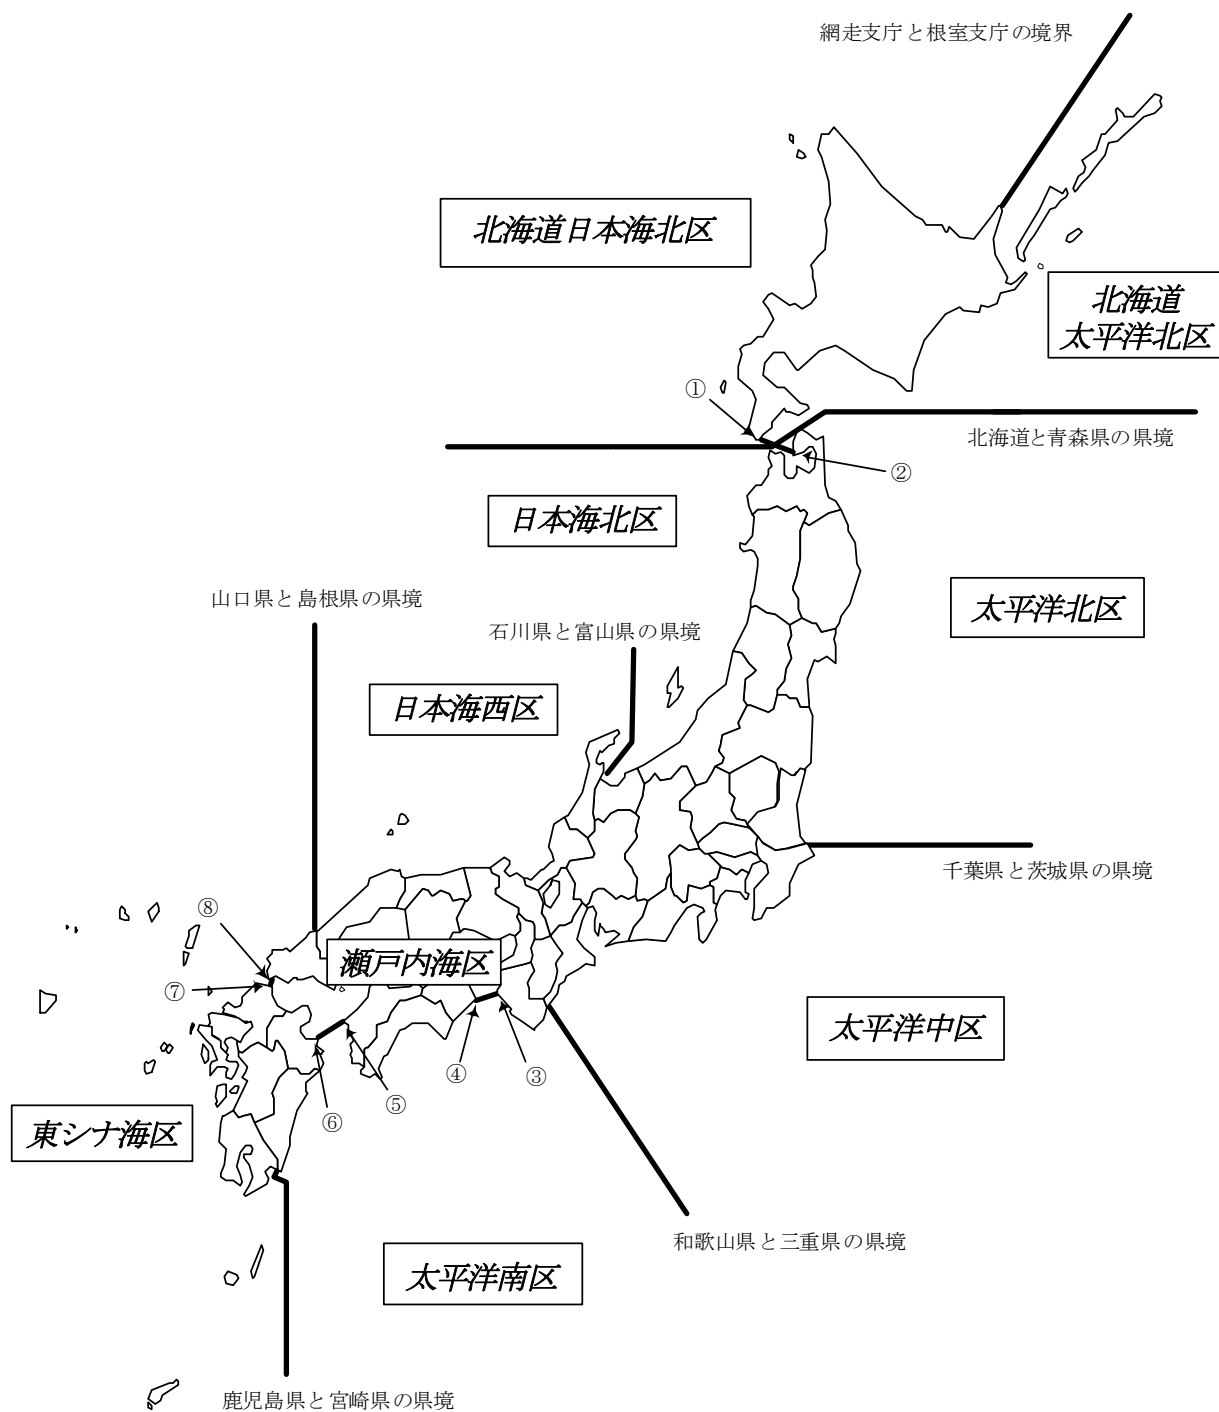 網走支庁と根室支庁の境界
北海道日本海北区
北海道
太平洋北区
①
北海道と青森県の県境
②
日本海北区
山口県と島根県の県境
太平洋北区
石川県と富山県の県境
日本海西区
千葉県と茨城県の県境
⑧
瀬戸内海区
⑦
太平洋中区
④
③
⑤
⑥
東シナ海区
和歌山県と三重県の県境
太平洋南区
鹿児島県と宮崎県の県境